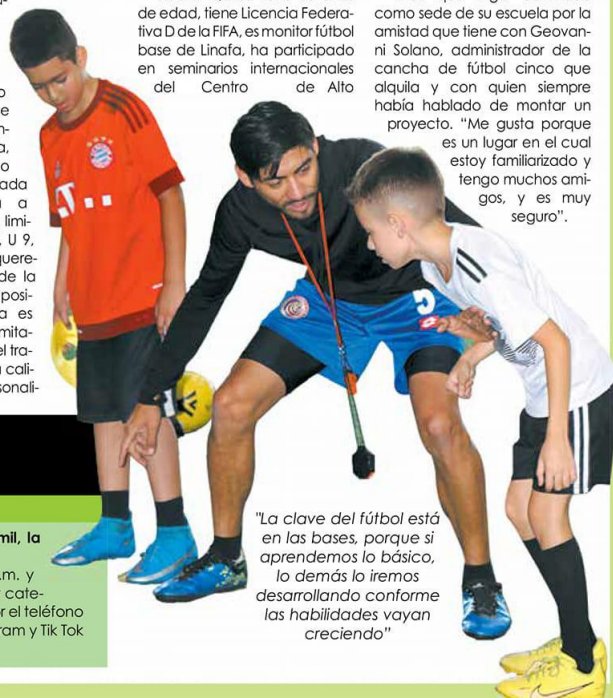 de edad, tiene Licencia Federa-
tiva D de la FIFA, es monitor fútbol
base de Linafa, ha participado
en seminarios internacionales
del Centro de Alto
como sede de su escuela por la
amistad que tiene con Geovan-
ni Solano, administrador de la
cancha de fútbol cinco que
alquila y con quien siempre
había hablado de montar un
proyecto. “Me gusta porque
es un lugar en el cual
estoy familiarizado y
tengo muchos ami-
gos, y es muy
seguro”.
o
e
n-
a,
o
ada
a
limi-
, U 9,
uere-
de la
posi-
a es
mita-
el tra-
cali-
sonali-
5
T
"La clave del fútbol está
en las bases, porque si
aprendemos lo básico,
lo demás lo iremos
desarrollando conforme
las habilidades vayan
creciendo"
mil, la
.m. y
cate-
r el teléfono
ram y Tik Tok